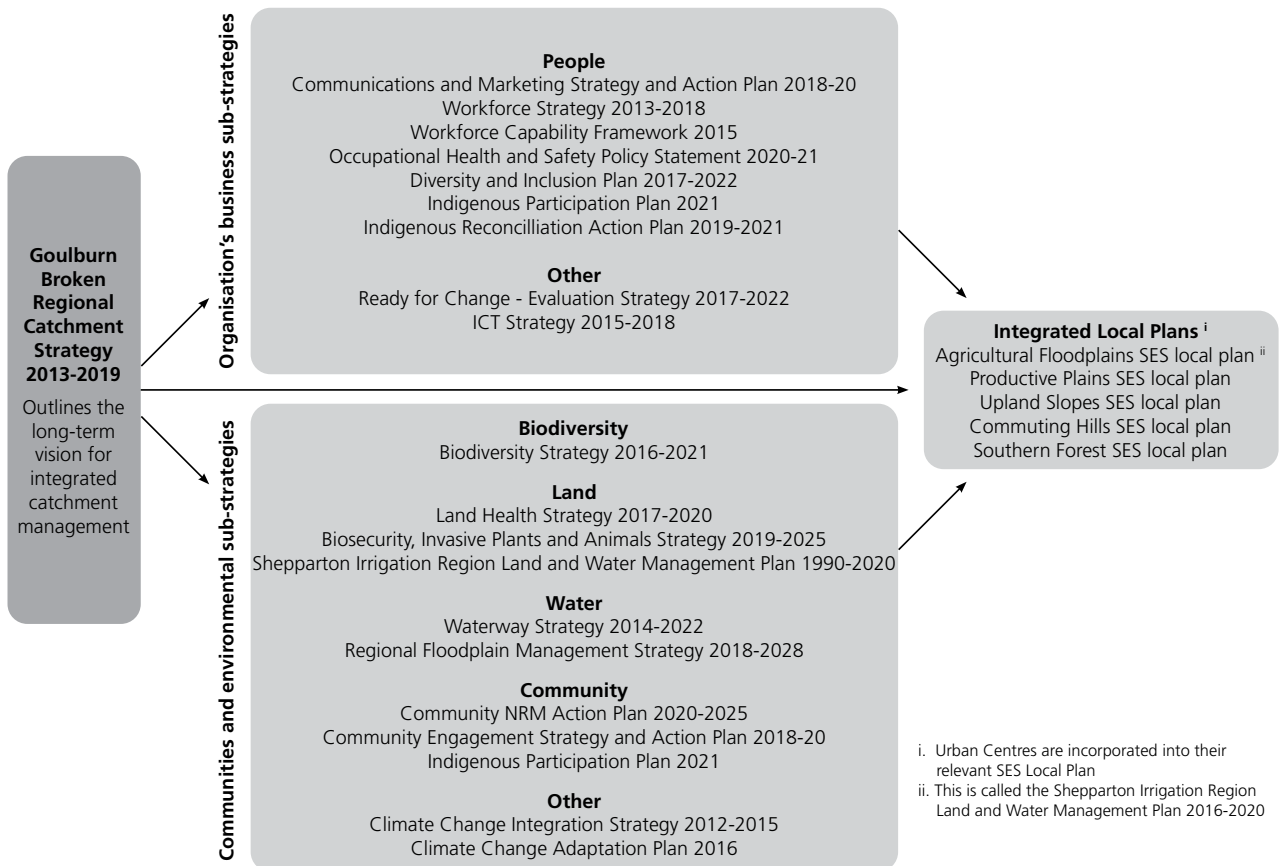 Goulburn
Broken
Regional
Catchment
Strategy
2013-2019
Outlines the
long-term
vision for
integrated
catchment
management
Organisation's business sub-strategies
People
Communications and Marketing Strategy and Action Plan 2018-20
Workforce Strategy 2013-2018
Workforce Capability Framework 2015
Occupational Health and Safety Policy Statement 2020-21
Diversity and Inclusion Plan 2017-2022
Indigenous Participation Plan 2021
Indigenous Reconcilliation Action Plan 2019-2021
Other
Ready for Change - Evaluation Strategy 2017-2022
ICT Strategy 2015-2018
Communities and environmental sub-strategies
Biodiversity
Biodiversity Strategy 2016-2021
Land
Land Health Strategy 2017-2020
Biosecurity, Invasive Plants and Animals Strategy 2019-2025
Shepparton Irrigation Region Land and Water Management Plan 1990-2020
Water
Waterway Strategy 2014-2022
Regional Floodplain Management Strategy 2018-2028
Community
Community NRM Action Plan 2020-2025
Community Engagement Strategy and Action Plan 2018-20
Indigenous Participation Plan 2021
Other
Climate Change Integration Strategy 2012-2015
Climate Change Adaptation Plan 2016
Integrated Local Plans i
Agricultural Floodplains SES local plan ii
Productive Plains SES local plan
Upland Slopes SES local plan
Commuting Hills SES local plan
Southern Forest SES local plan
i. Urban Centres are incorporated into their
relevant SES Local Plan
ii. This is called the Shepparton Irrigation Region
Land and Water Management Plan 2016-2020